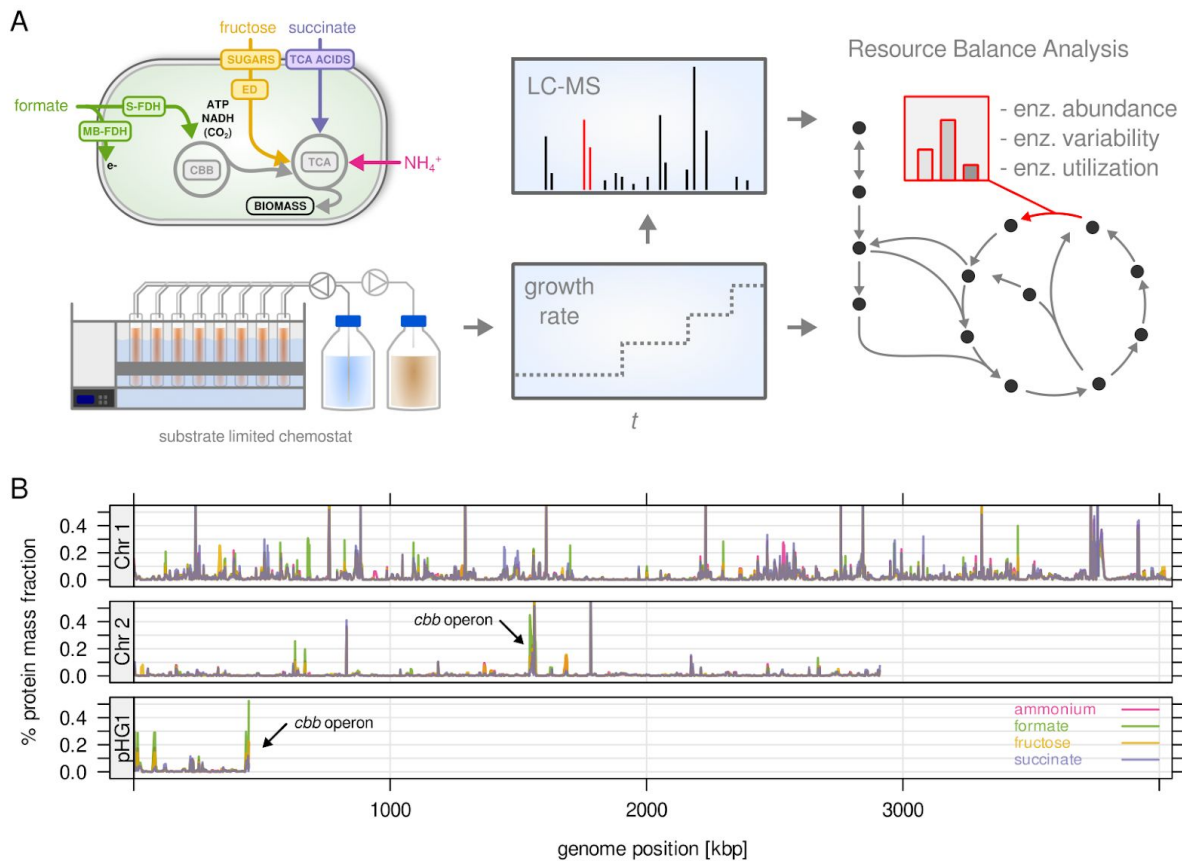 A
fructose succinate
SUGARS TCA ACIDS
ED
formate
S-FDH
MB-FDH
e-
ATP
NADH
(CO₂)
CBB
TCA
NH₄⁺
BIOMASS
substrate limited chemostat
LC-MS
growth
rate
t
Resource Balance Analysis
- enz. abundance
- enz. variability
- enz. utilization
B
% protein mass fraction
0.4
0.2
0.0
Chr 1
0.4
0.2
0.0
Chr 2
cbb operon
0.4
0.2
0.0
pHG1
cbb operon
ammonium
formate
fructose
succinate
1000 2000 3000
genome position [kbp]